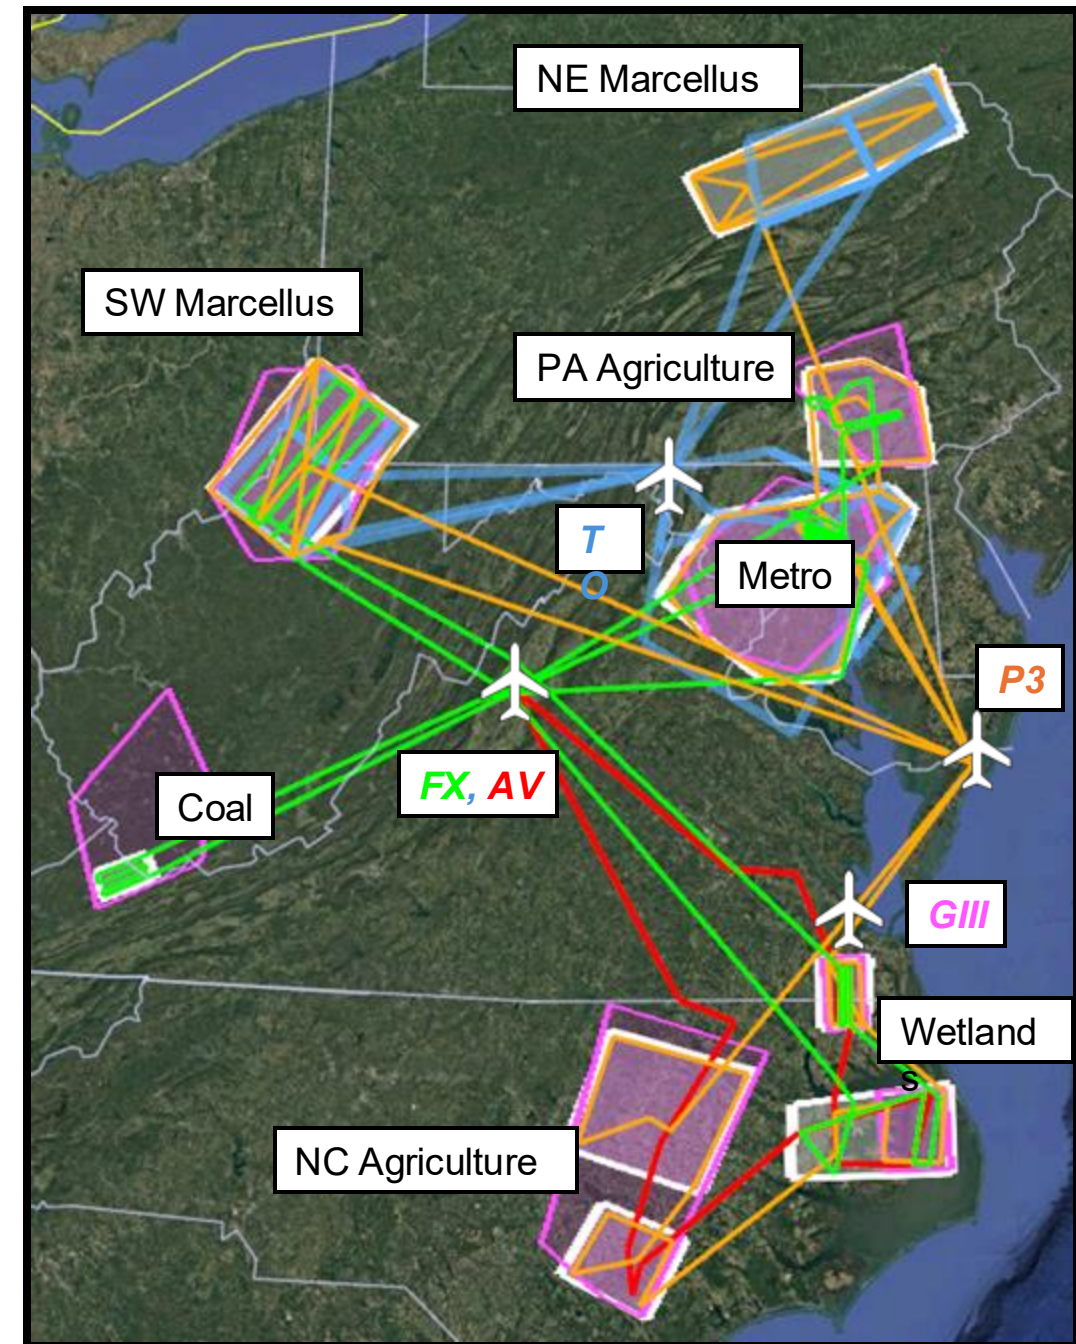 NE Marcellus
SW Marcellus
PA Agriculture
T
O
Metro
P3
FX, AV
Coal
GIII
Wetland
s
NC Agriculture